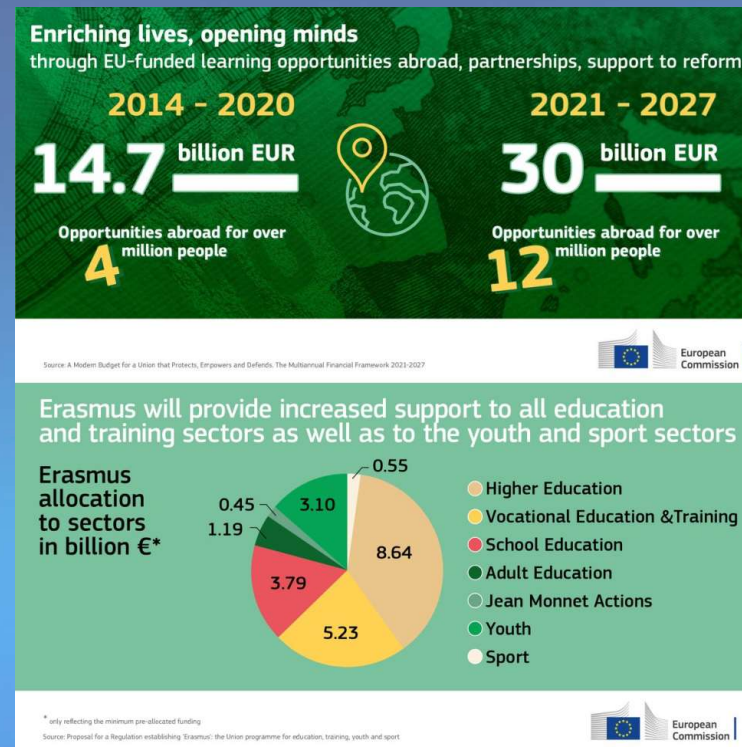 Enriching lives, opening minds
through EU-funded learning opportunities abroad, partnerships, support to reform
2014 - 2020
14.7 billion EUR
Opportunities abroad for over
4 million people
2021 - 2027
30 billion EUR
Opportunities abroad for over
12 million people
Source: A Modern Budget for a Union that Protects, Empowers and Defends. The Multiannual Financial Framework 2021-2027
European
Commission
Erasmus will provide increased support to all education
and training sectors as well as to the youth and sport sectors
Erasmus
allocation
to sectors
in billion €*
0.55
8.64
5.23
3.79
1.19
0.45
3.10
Higher Education
Vocational Education &Training
School Education
Adult Education
Jean Monnet Actions
Youth
Sport
* only reflecting the minimum pre-allocated funding
Source: Proposal for a Regulation establishing 'Erasmus': the Union programme for education, training, youth and sport
European
Commission